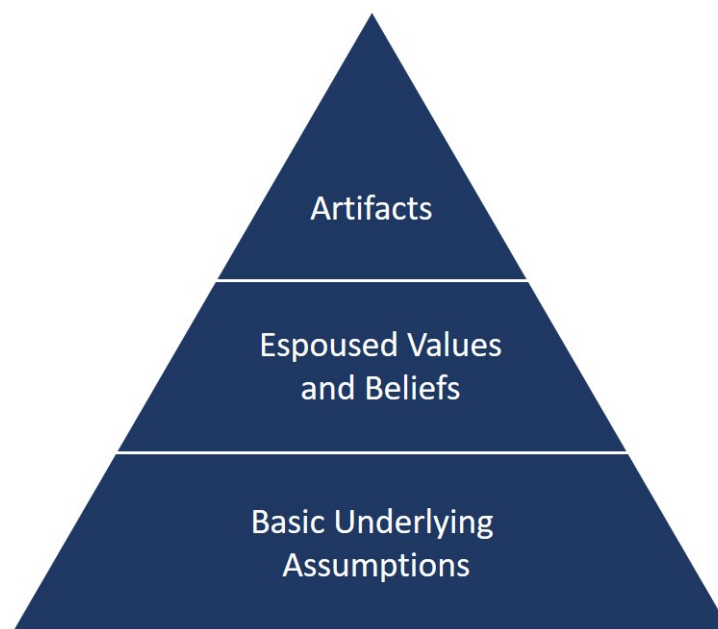 Artifacts
Espoused Values
and Beliefs
Basic Underlying
Assumptions